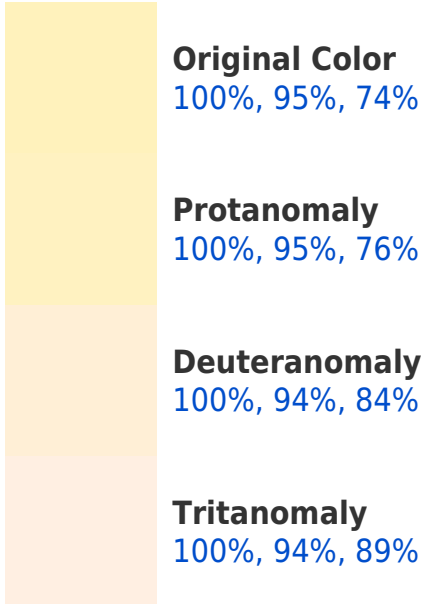 Original Color
100%, 95%, 74%
Protanomaly
100%, 95%, 76%
Deuteranomaly
100%, 94%, 84%
Tritanomaly
100%, 94%, 89%